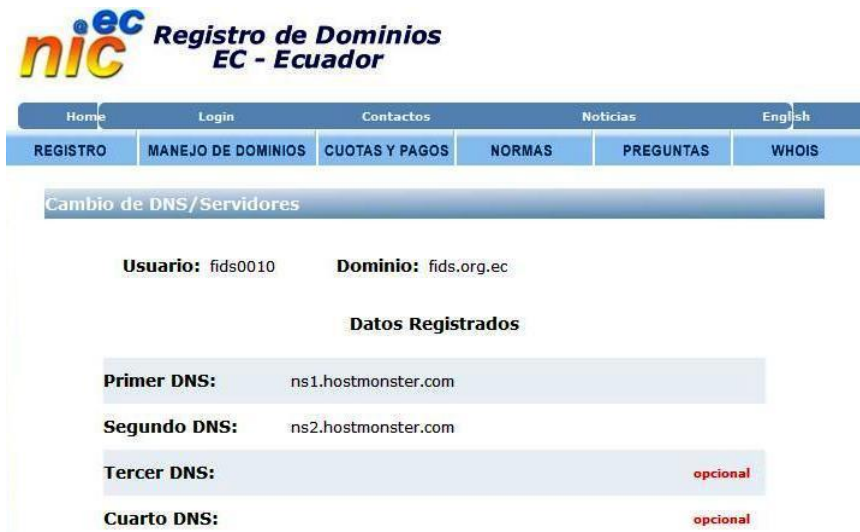 nic @ec Registro de Dominios
EC - Ecuador
Home Login Contactos Noticias English
REGISTRO MANEJO DE DOMINIOS CUOTAS Y PAGOS NORMAS PREGUNTAS WHOIS
Cambio de DNS/Servidores
Usuario: fids0010 Dominio: fids.org.ec
Datos Registrados
Primer DNS: ns1.hostmonster.com
Segundo DNS: ns2.hostmonster.com
Tercer DNS: opcional
Cuarto DNS: opcional